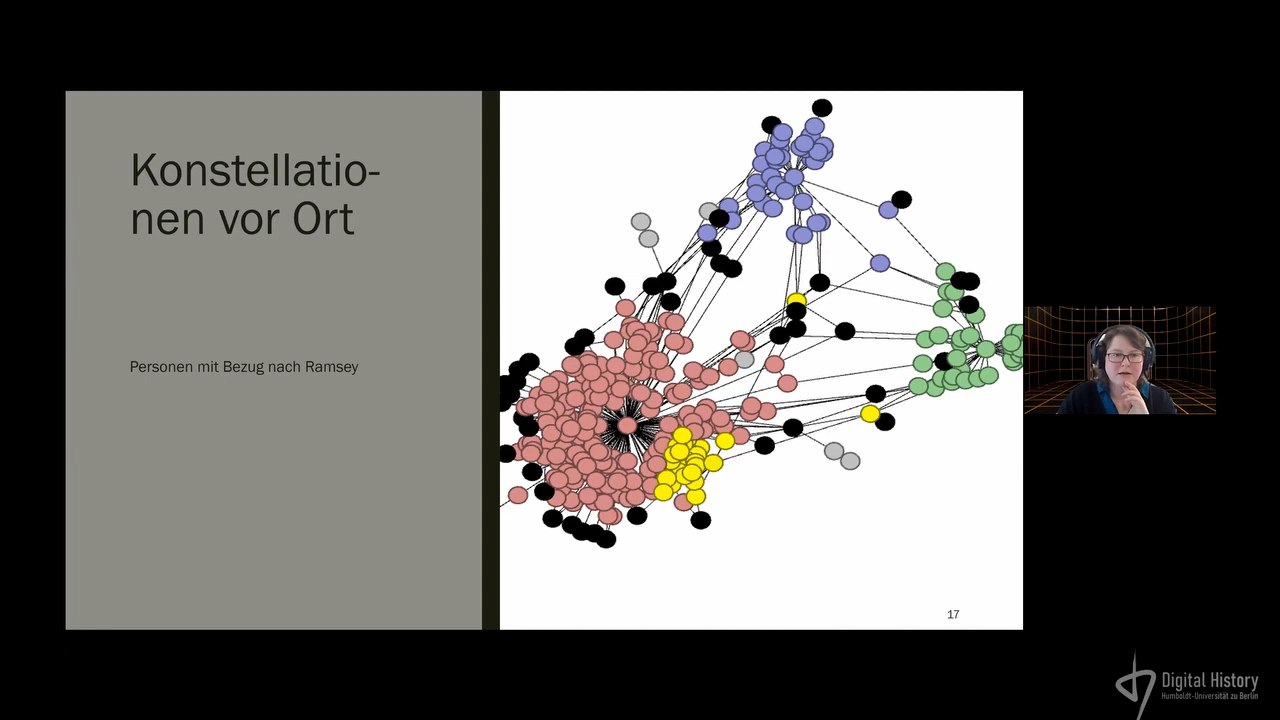 Konstellatio-
nen vor Ort
Personen mit Bezug nach Ramsey
17
Digital History
Humboldt-Universität zu Berlin